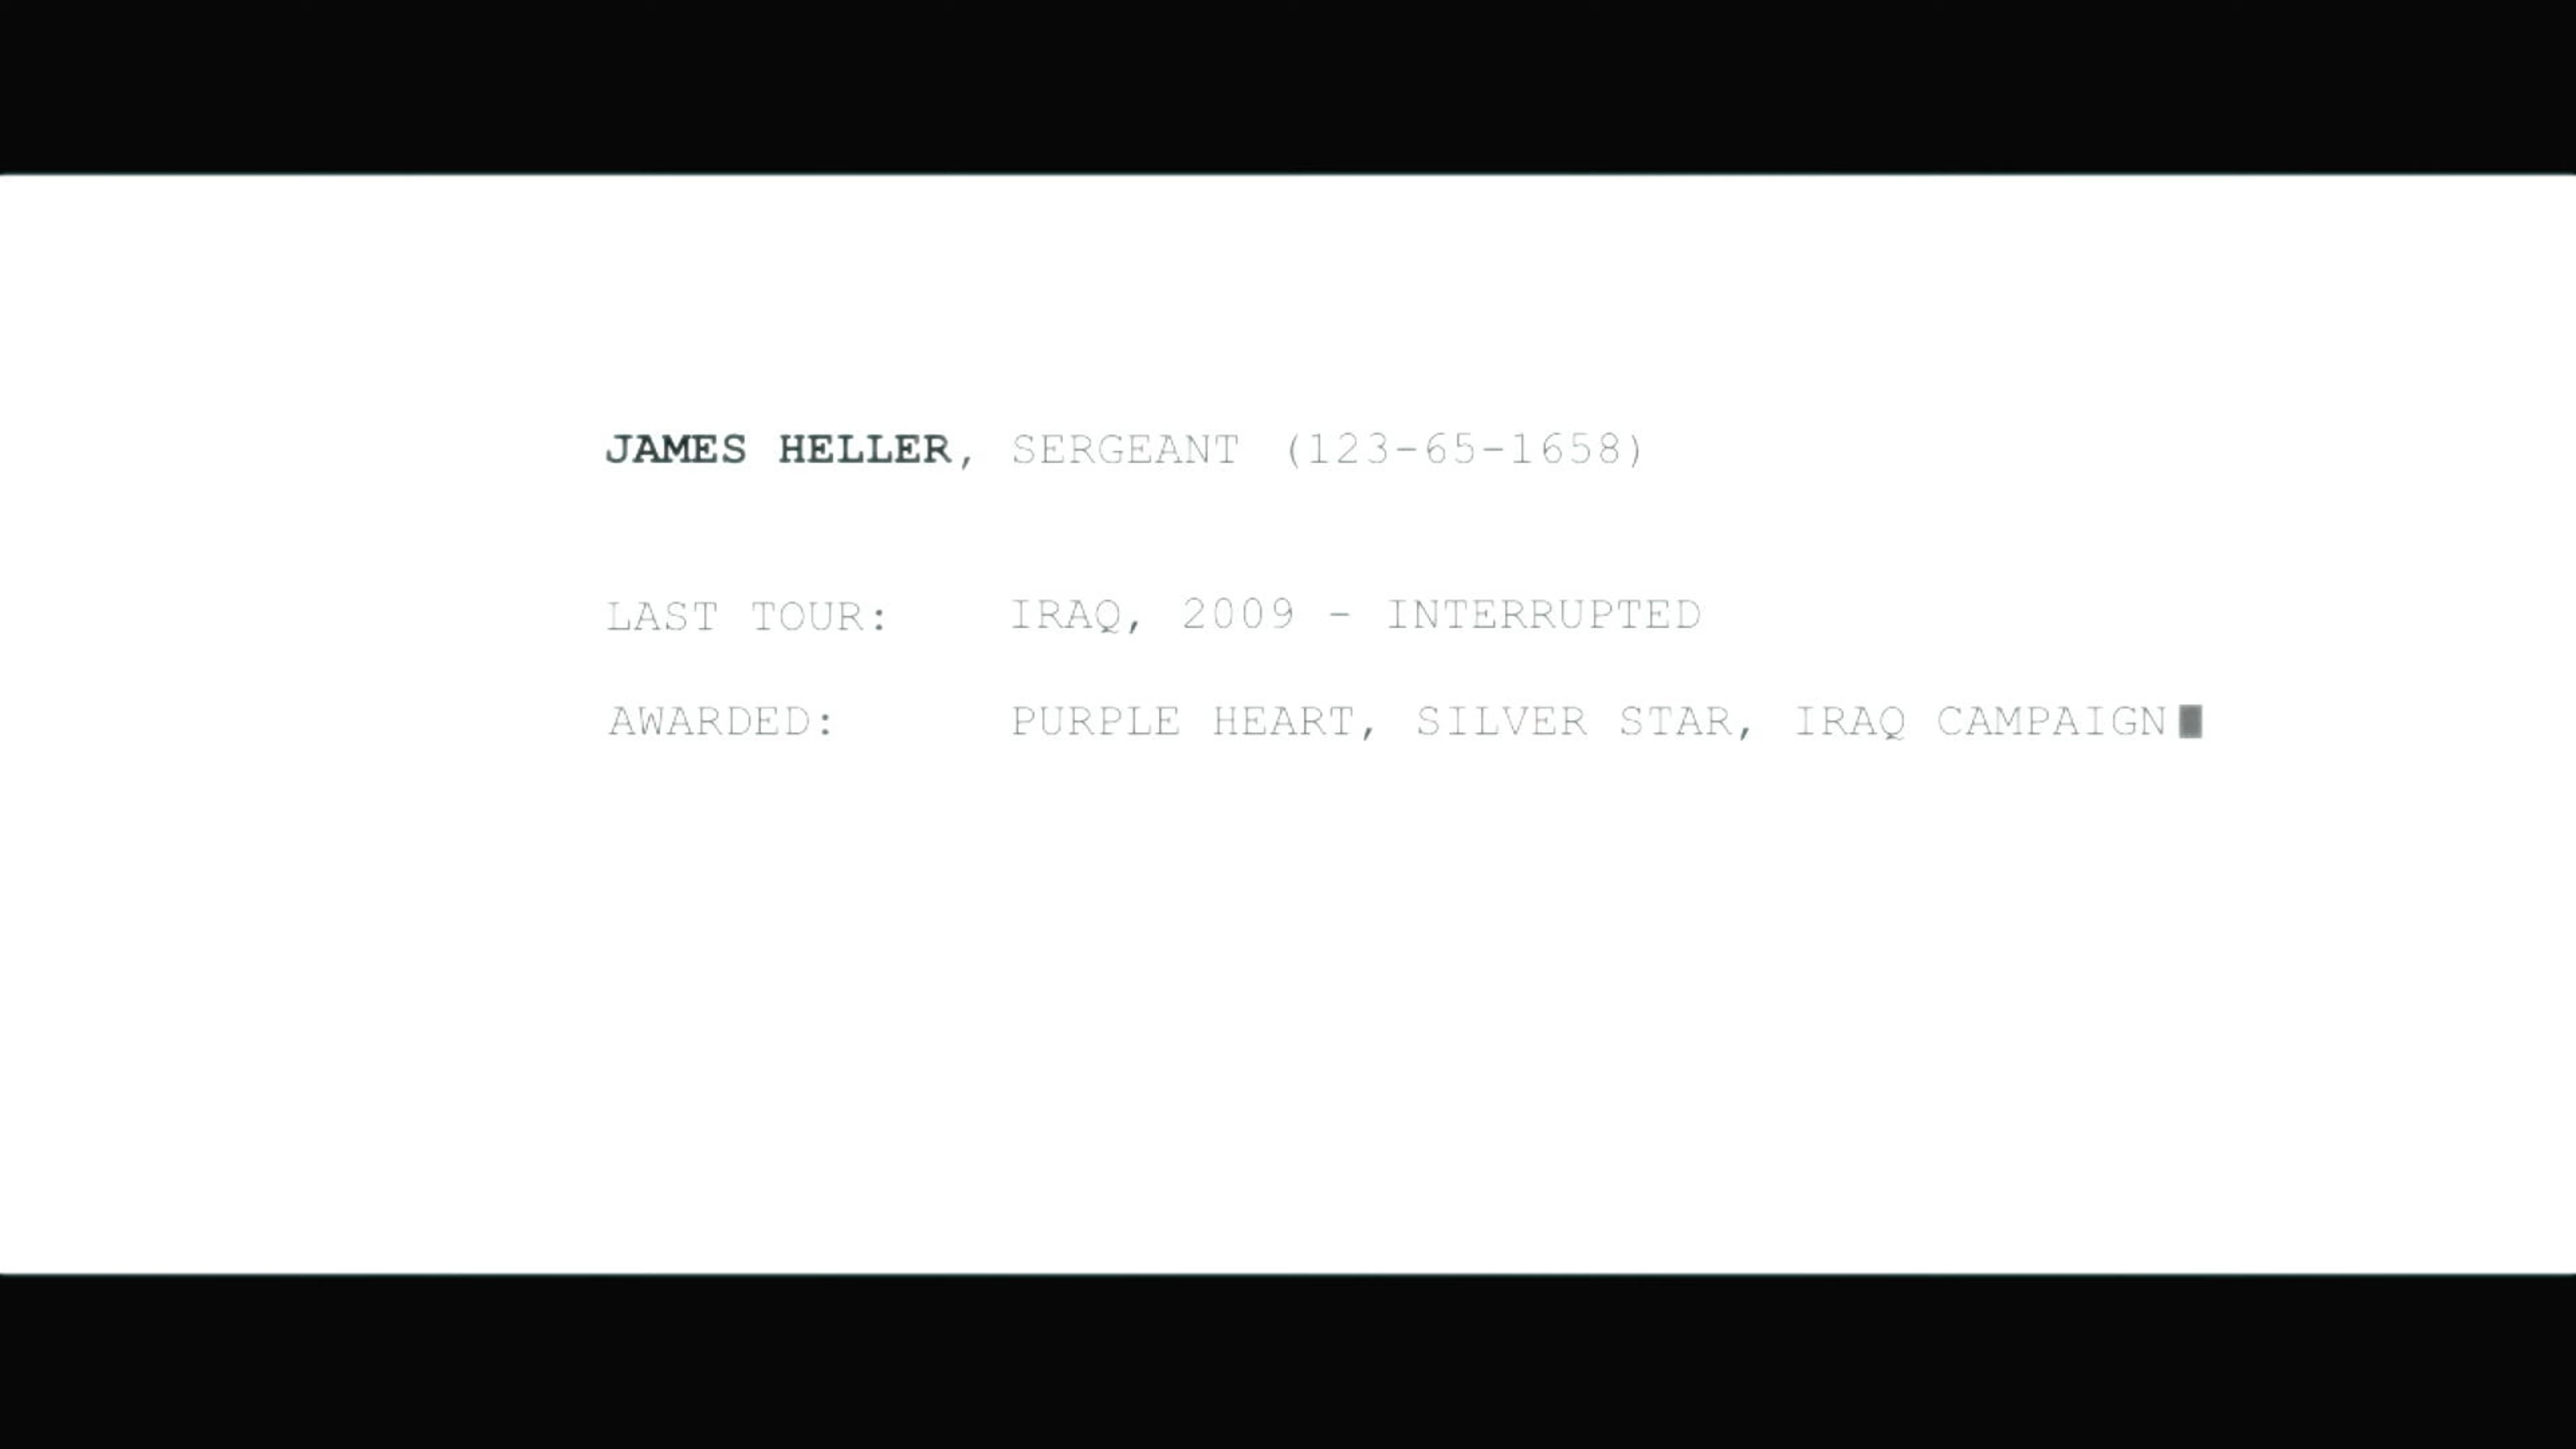 JAMES HELLER, SERGEANT (123-65-1658)
LAST TOUR: IRAQ, 2009 - INTERRUPTED
AWARDED: PURPLE HEART, SILVER STAR, IRAQ CAMPAIGN